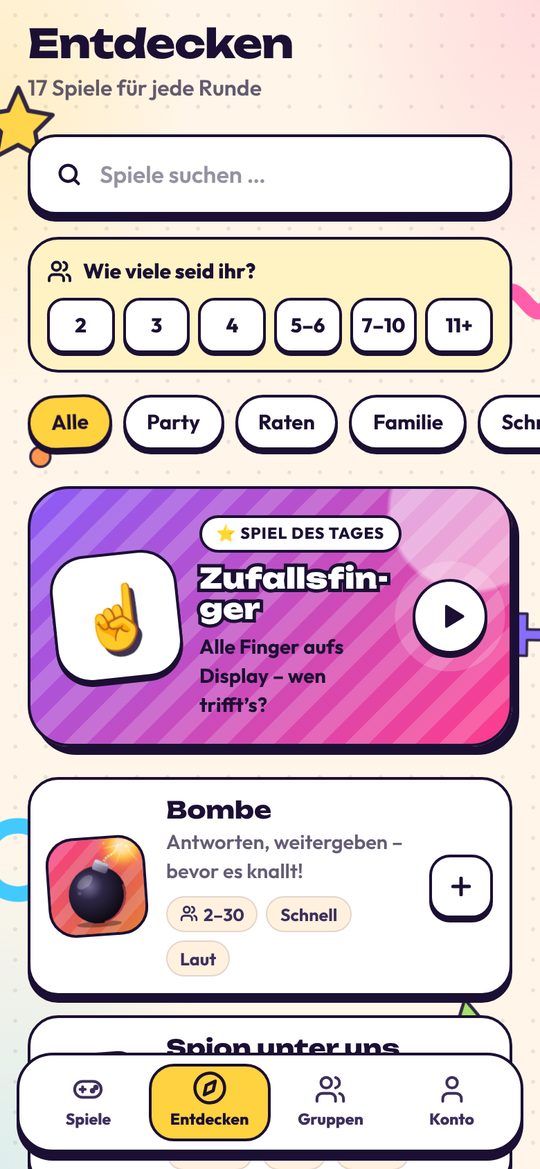 Entdecken
17 Spiele für jede Runde
Spiele suchen ...
Wie viele seid ihr?
2 3 4 5–6 7–10 11+
Alle Party Raten Familie Schn
⭐ SPIEL DES TAGES
Zufallsfin-
ger
Alle Finger aufs
Display – wen
trifft's?
Bombe
Antworten, weitergeben –
bevor es knallt!
2–30 Schnell
Laut
Spion unter uns
Spiele Entdecken Gruppen Konto